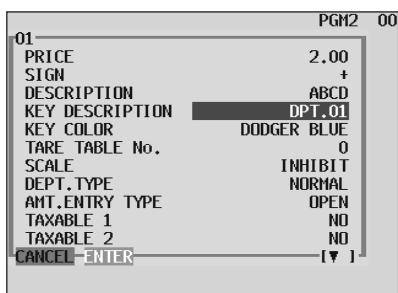 PGM2 00
01
PRICE 2.00
SIGN +
DESCRIPTION ABCD
KEY DESCRIPTION DPT.01
KEY COLOR DODGER BLUE
TARE TABLE No. 0
SCALE INHIBIT
DEPT.TYPE NORMAL
AMT.ENTRY TYPE OPEN
TAXABLE 1 NO
TAXABLE 2 NO
CANCEL ENTER [▼ ]